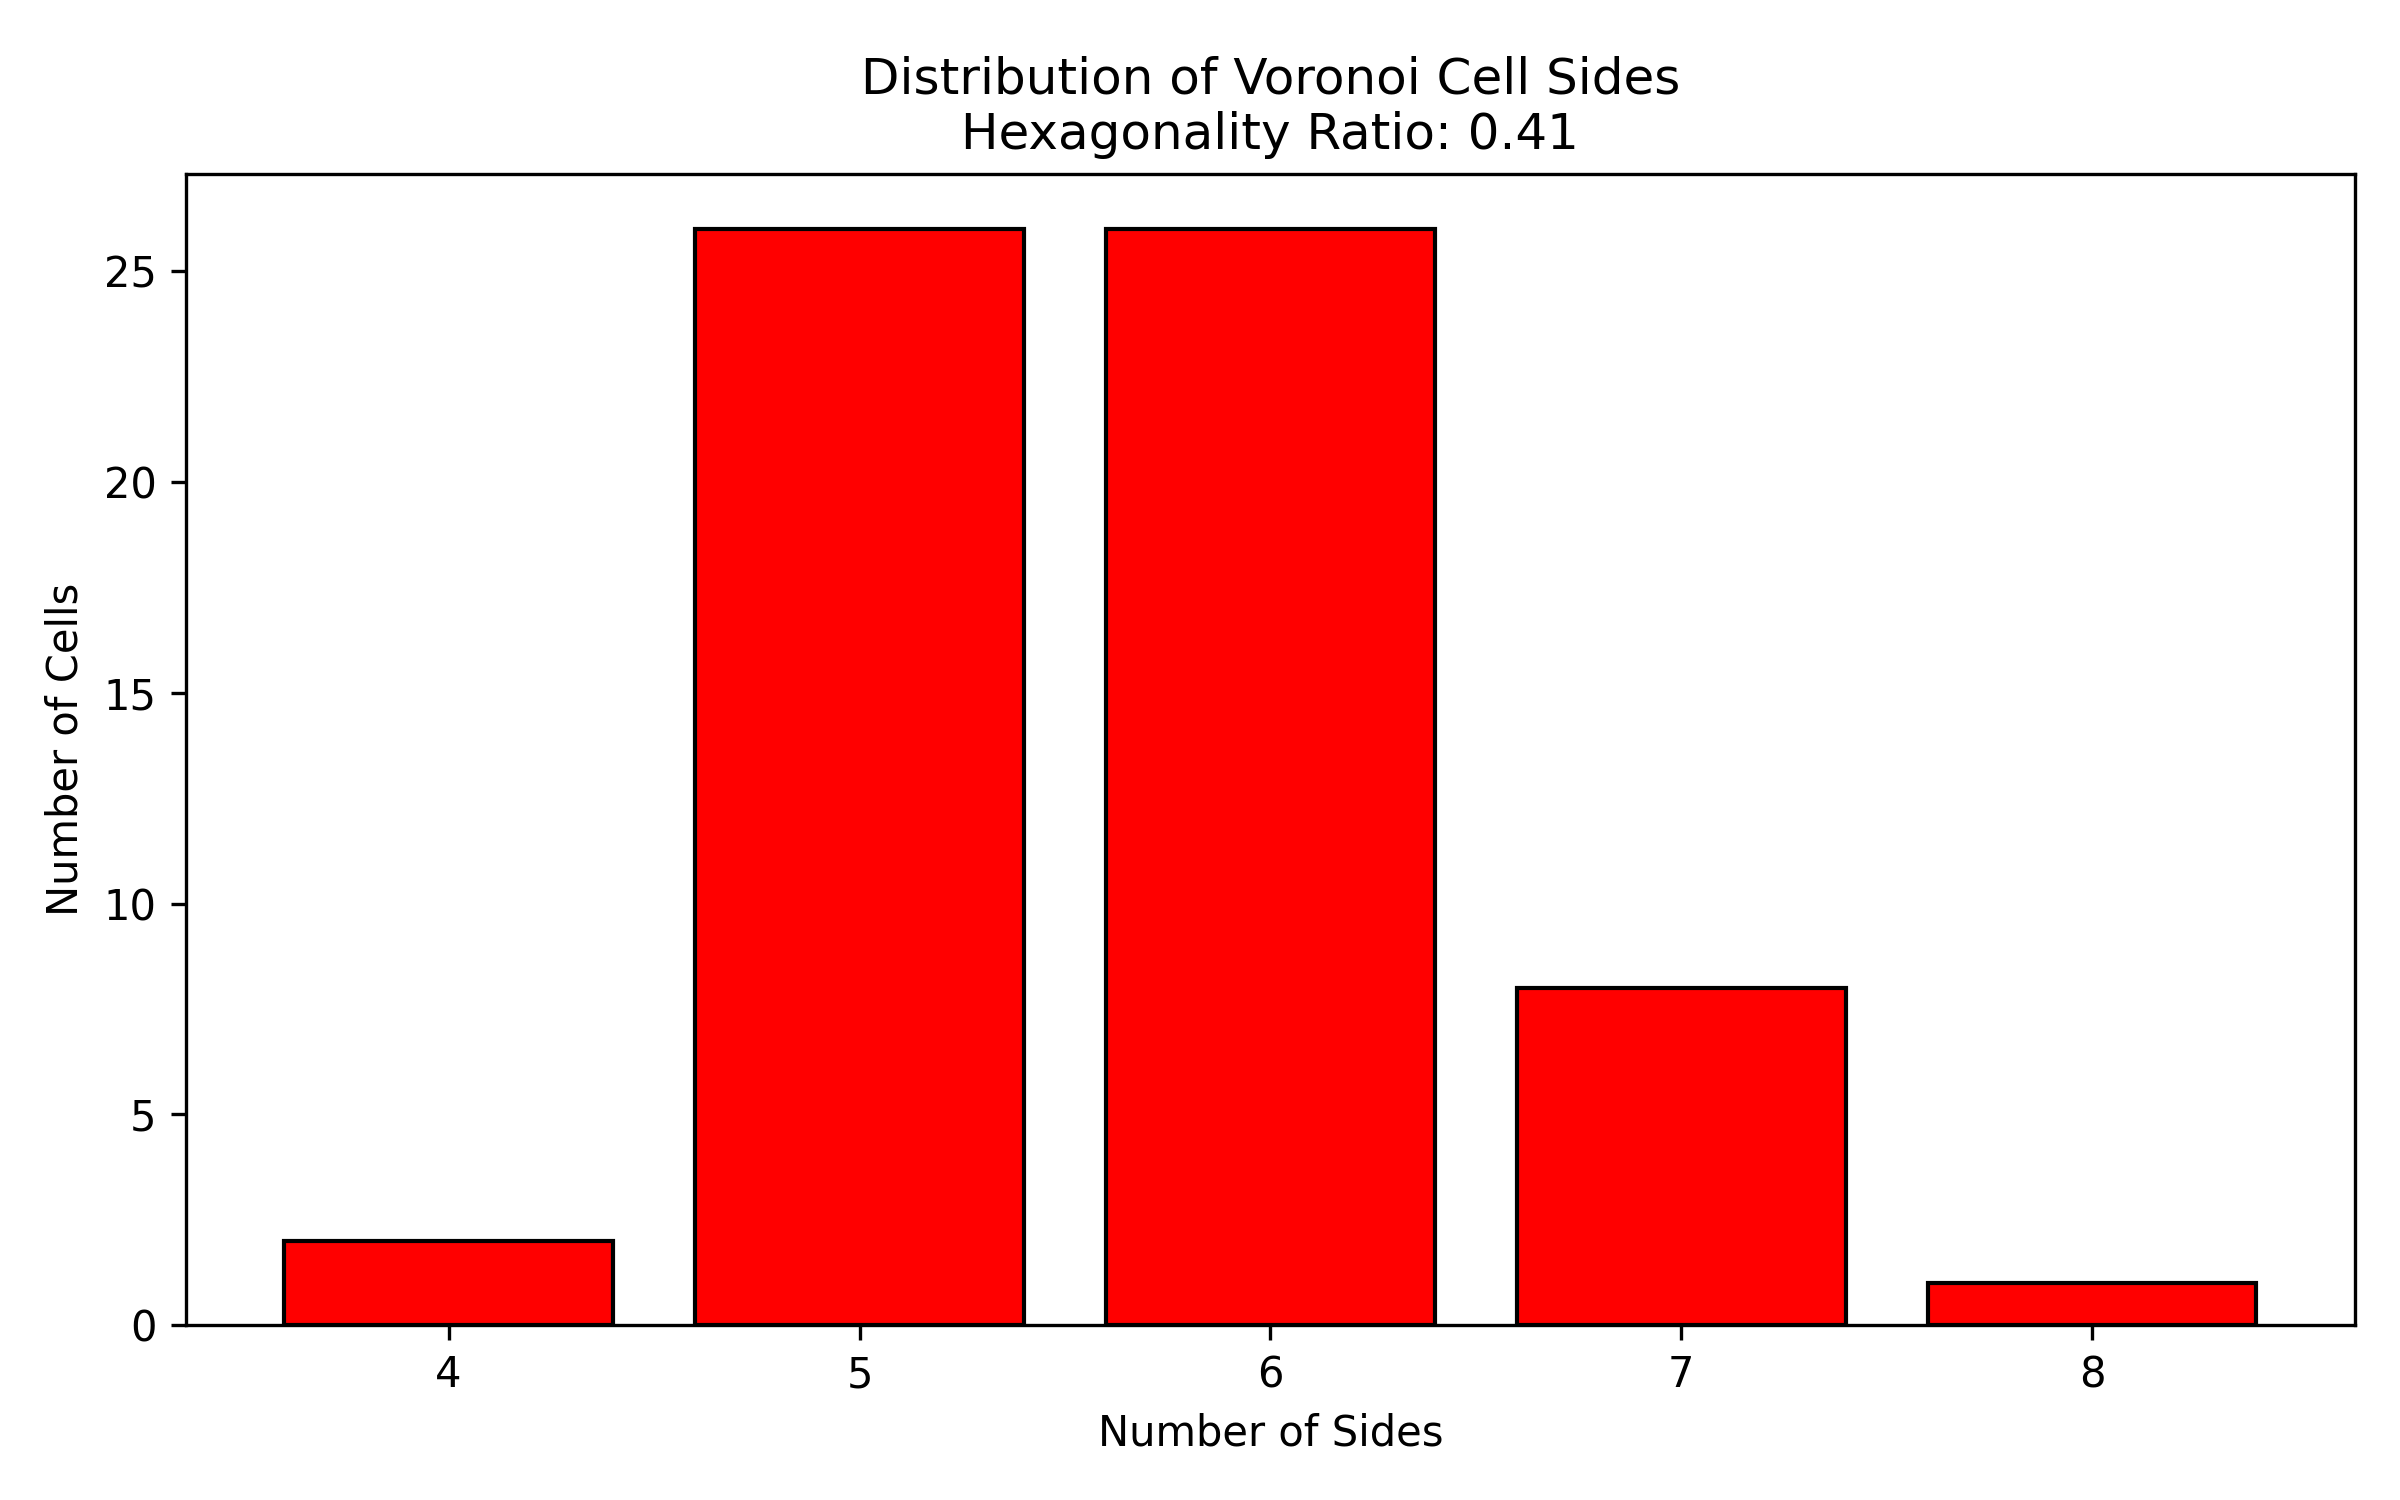 Distribution of Voronoi Cell Sides
Hexagonality Ratio: 0.41
Number of Cells
25
20
15
10
5
0
4 5 6 7 8
Number of Sides